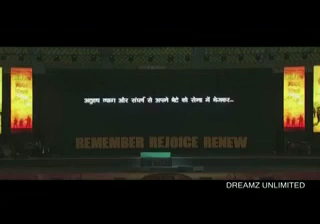 अतुल्य त्याग और संघर्ष से अपने बेटे को सेना में भेजकर...
REMEMBER REJOICE RENEW
DREAMZ UNLIMITED